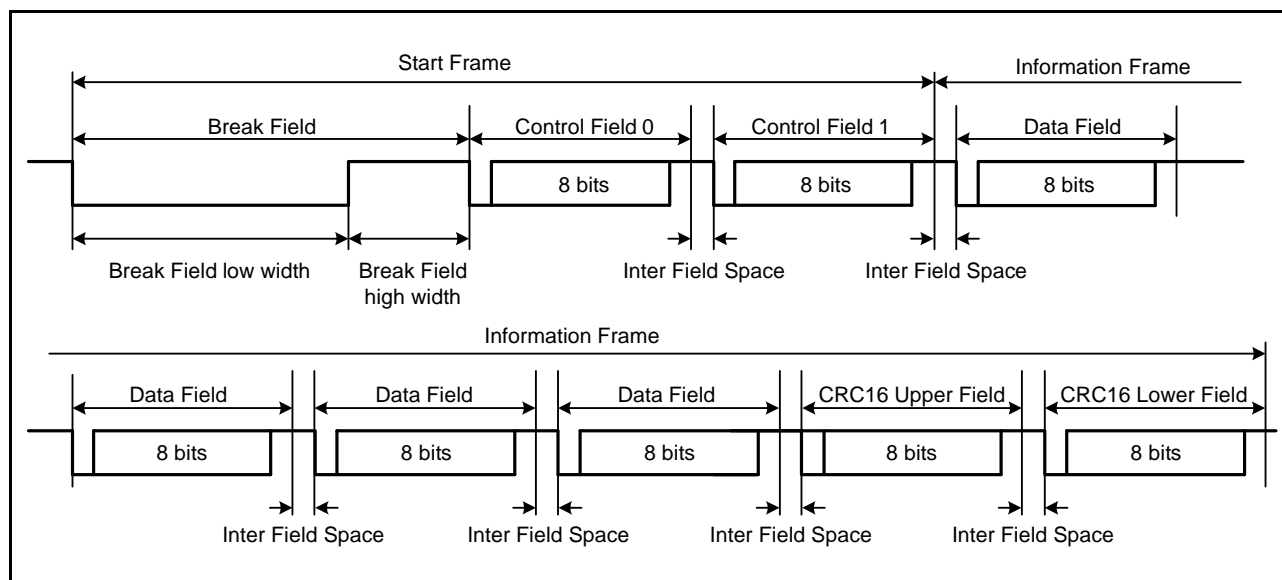 Start Frame
Information Frame
Break Field
Control Field 0
Control Field 1
Data Field
8 bits
8 bits
8 bits
Break Field low width
Break Field
high width
Inter Field Space
Inter Field Space
Information Frame
Data Field
Data Field
Data Field
CRC16 Upper Field
CRC16 Lower Field
8 bits
8 bits
8 bits
8 bits
8 bits
Inter Field Space
Inter Field Space
Inter Field Space
Inter Field Space